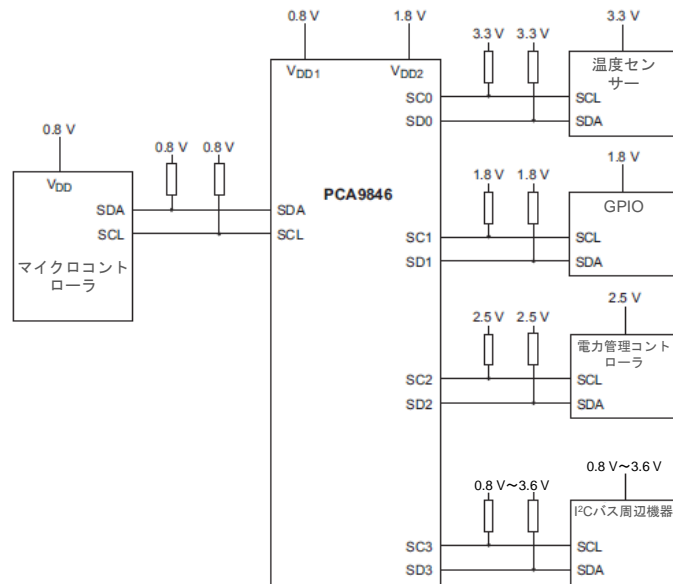 0.8 V
1.8 V
3.3 V 3.3 V
3.3 V
VDD1
VDD2
温度セン
サー
SC0
SCL
SD0
SDA
0.8 V
0.8 V 0.8 V
1.8 V
1.8 V 1.8 V
VDD
PCA9846
GPIO
SDA
SDA
SCL
SCL
SC1
SCL
SD1
SDA
マイクロコント
ローラ
2.5 V
2.5 V 2.5 V
電力管理コント
ローラ
SC2
SCL
SD2
SDA
0.8 V～3.6 V
0.8 V～3.6 V
I²Cバス周辺機器
SC3
SCL
SD3
SDA